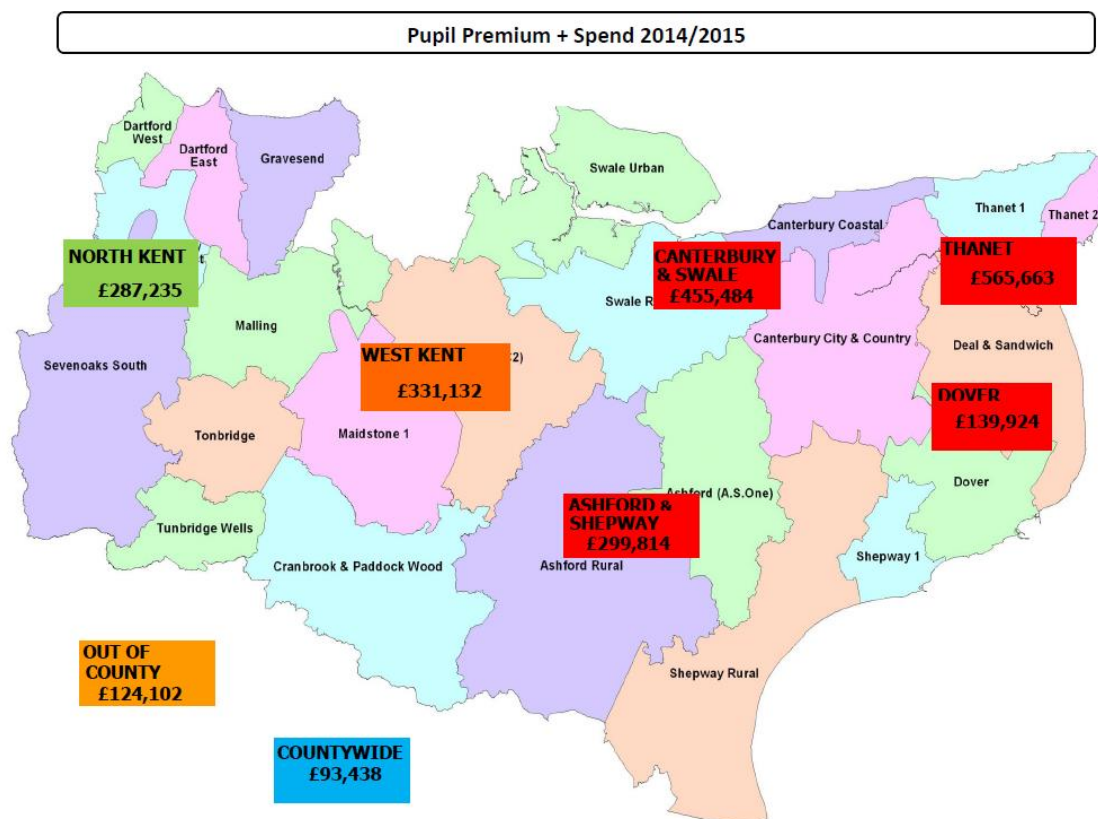 Pupil Premium + Spend 2014/2015
Dartford
West
Dartford
East
Gravesend
Swale Urban
Thanet 1
Thanet 2
Canterbury Coastal
NORTH KENT
£287,235
CANTERBURY
& SWALE
£455,484
THANET
£565,663
Swale R
Malling
Canterbury City & Country
Deal & Sandwich
WEST KENT
£331,132
2)
Sevenoaks South
DOVER
£139,924
Tonbridge
Maidstone 1
Dover
Ashford (A.S.One)
ASHFORD &
SHEPWAY
£299,814
Tunbridge Wells
Cranbrook & Paddock Wood
Ashford Rural
Shepway 1
OUT OF
COUNTY
£124,102
Shepway Rural
COUNTYWIDE
£93,438